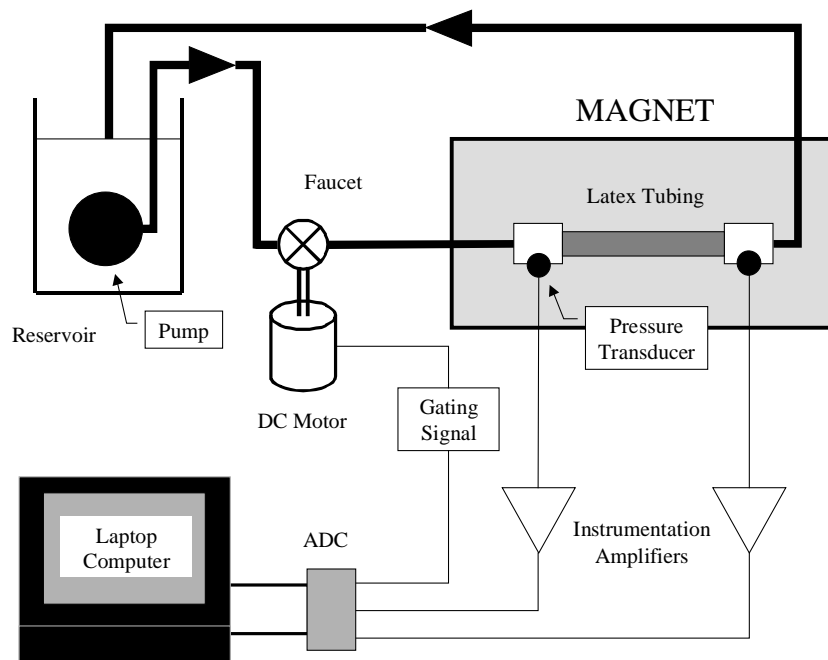 MAGNET
Faucet
Latex Tubing
Reservoir
Pump
Pressure
Transducer
DC Motor
Gating
Signal
Laptop
Computer
ADC
Instrumentation
Amplifiers